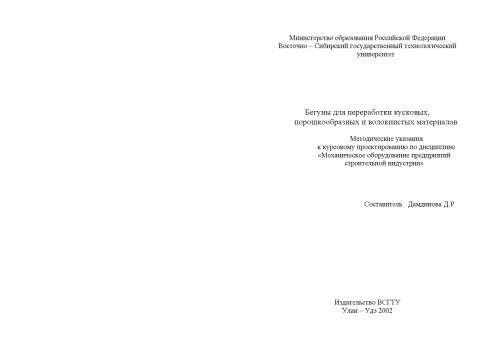 Министерство образования Российской Федерации
Восточно – Сибирский государственный технологический
университет
Бегуны для переработки кусковых,
порошкообразных и волокнистых материалов
Методические указания
к курсовому проектированию по дисциплине
«Механическое оборудование предприятий
строительной индустрии»
Составитель: Дамдинова Д.Р.
Издательство ВСГТУ
Улан – Удэ 2002